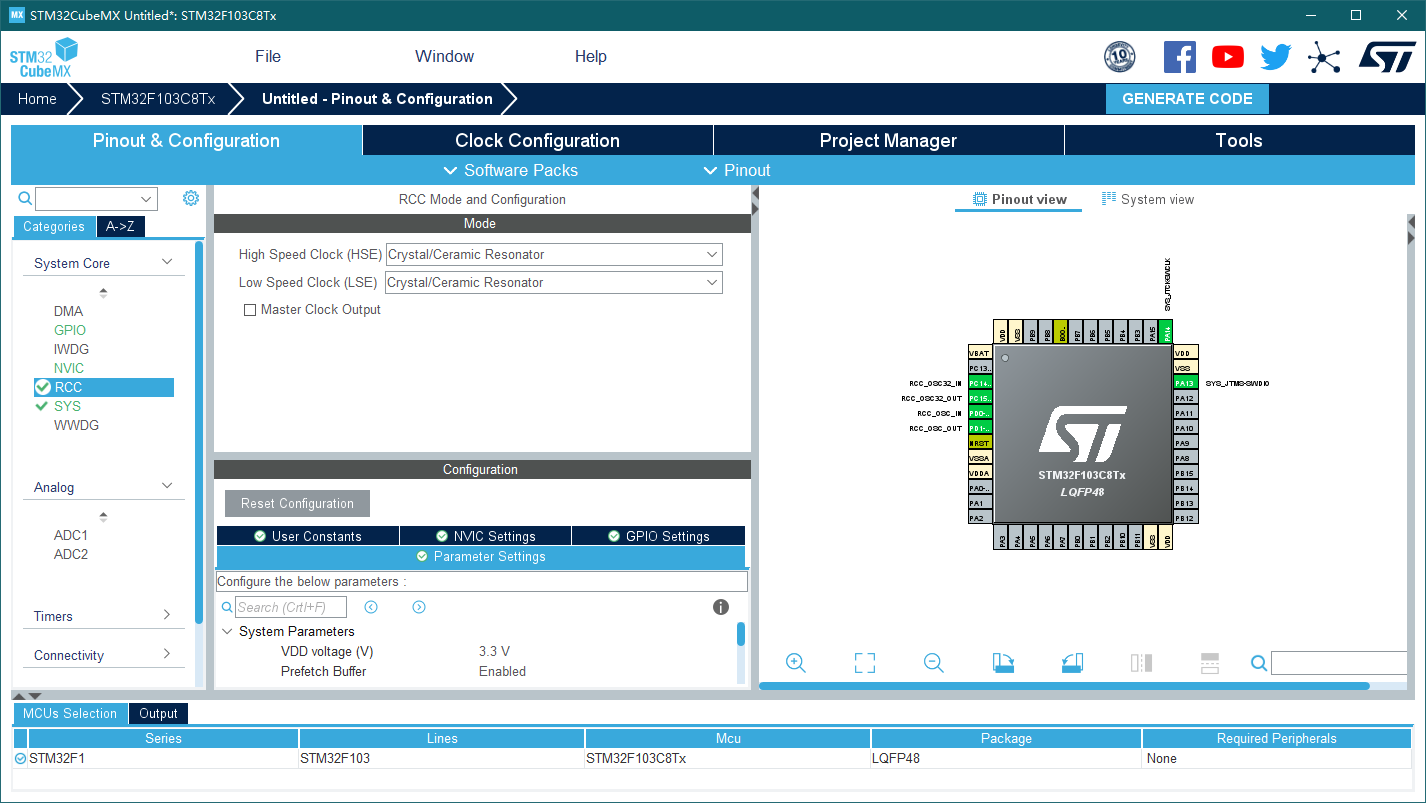 MX STM32CubeMX Untitled*: STM32F103C8Tx
STM32
CubeMX
File
Window
Help
10
Home
STM32F103C8Tx
Untitled - Pinout & Configuration
GENERATE CODE
Pinout & Configuration
Clock Configuration
Project Manager
Tools
Software Packs
Pinout
Categories
A->Z
System Core
DMA
GPIO
IWDG
NVIC
RCC
SYS
WWDG
Analog
ADC1
ADC2
Timers
Connectivity
RCC Mode and Configuration
Mode
High Speed Clock (HSE) Crystal/Ceramic Resonator
Low Speed Clock (LSE) Crystal/Ceramic Resonator
Master Clock Output
Configuration
Reset Configuration
User Constants
NVIC Settings
GPIO Settings
Parameter Settings
Configure the below parameters :
Search (Crtl+F)
System Parameters
VDD voltage (V) 3.3 V
Prefetch Buffer Enabled
Pinout view
System view
SYS_JTCK-SWCLK
VDD
VSS
PB9
PB8
BOO..
PB7
PB6
PB5
PB4
PB3
PA15
PA14
VBAT
PC13..
RCC_OSC32_IN PC14..
RCC_OSC32_OUT PC15..
RCC_OSC_IN PD0-..
RCC_OSC_OUT PD1-..
NRST
VSSA
VDDA
PA0-..
PA1
PA2
STM32F103C8Tx
LQFP48
VDD
VSS
PA13 SYS_JTMS-SWDIO
PA12
PA11
PA10
PA9
PA8
PB15
PB14
PB13
PB12
PA3
PA4
PA5
PA6
PA7
PB0
PB1
PB2
PB10
PB11
VSS
VDD
MCUs Selection
Output
Series Lines Mcu Package Required Peripherals
STM32F1 STM32F103 STM32F103C8Tx LQFP48 None